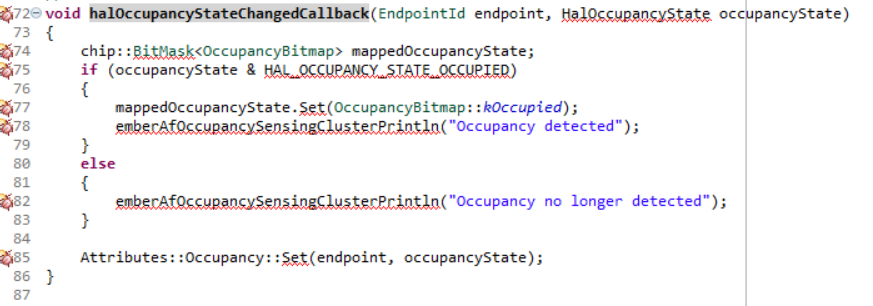 72 void halOccupancyStateChangedCallback(EndpointId endpoint, HalOccupancyState occupancyState)
73 {
74     chip::BitMask<OccupancyBitmap> mappedOccupancyState;
75     if (occupancyState & HAL_OCCUPANCY_STATE_OCCUPIED)
76     {
77         mappedOccupancyState.Set(OccupancyBitmap::kOccupied);
78         emberAfOccupancySensingClusterPrintln("Occupancy detected");
79     }
80     else
81     {
82         emberAfOccupancySensingClusterPrintln("Occupancy no longer detected");
83     }
84
85     Attributes::Occupancy::Set(endpoint, occupancyState);
86 }
87